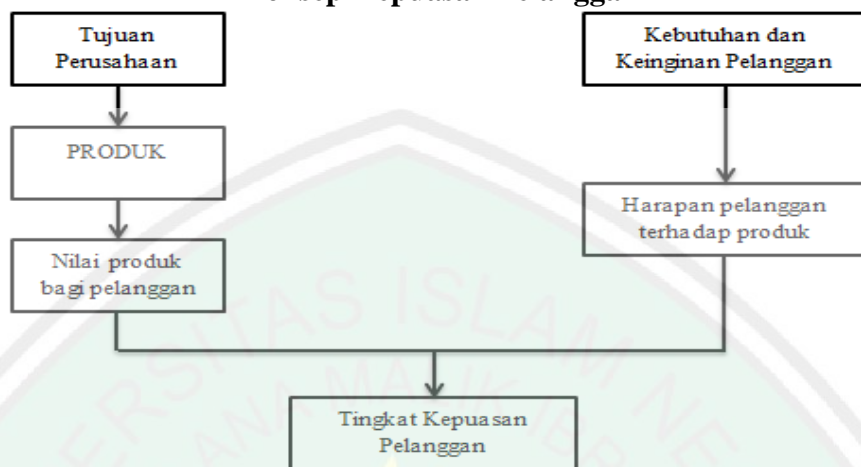 Tujuan
Perusahaan
Kebutuhan dan
Keinginan Pelanggan
PRODUK
Harapan pelanggan
terhadap produk
Nilai produk
bagi pelanggan
Tingkat Kepuasan
Pelanggan